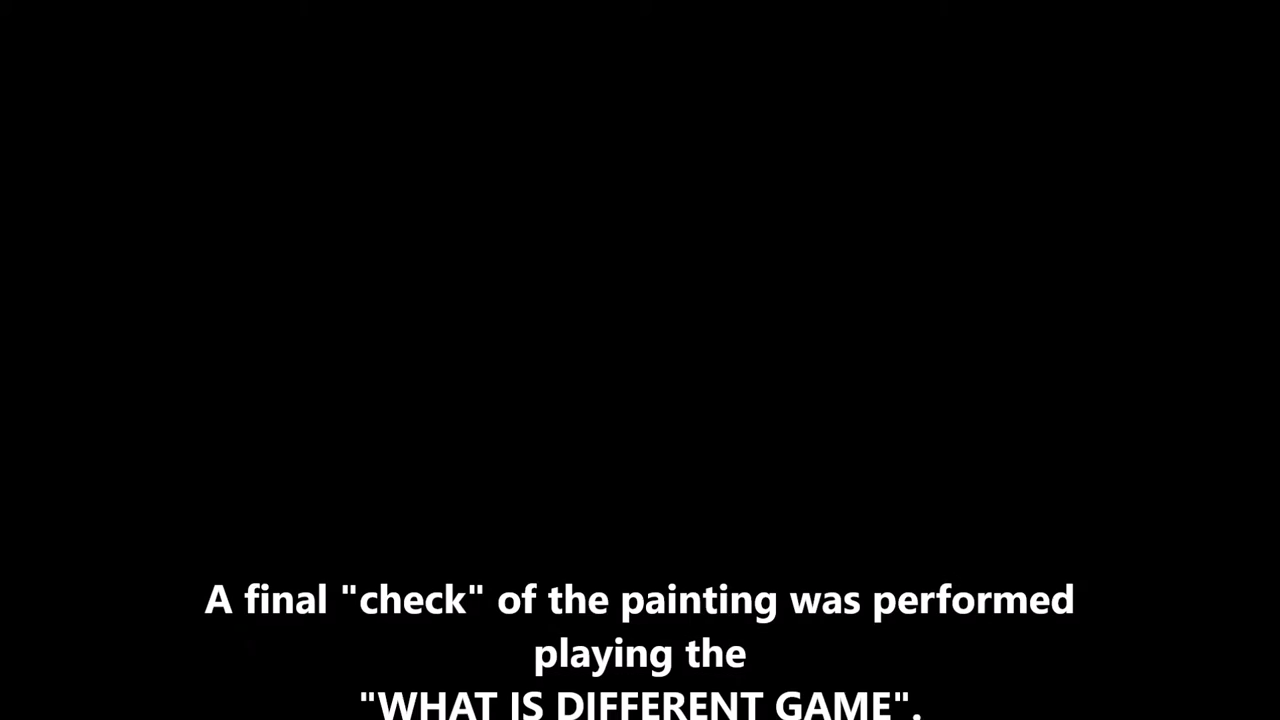 A final "check" of the painting was performed
playing the
"WHAT IS DIFFERENT GAME".